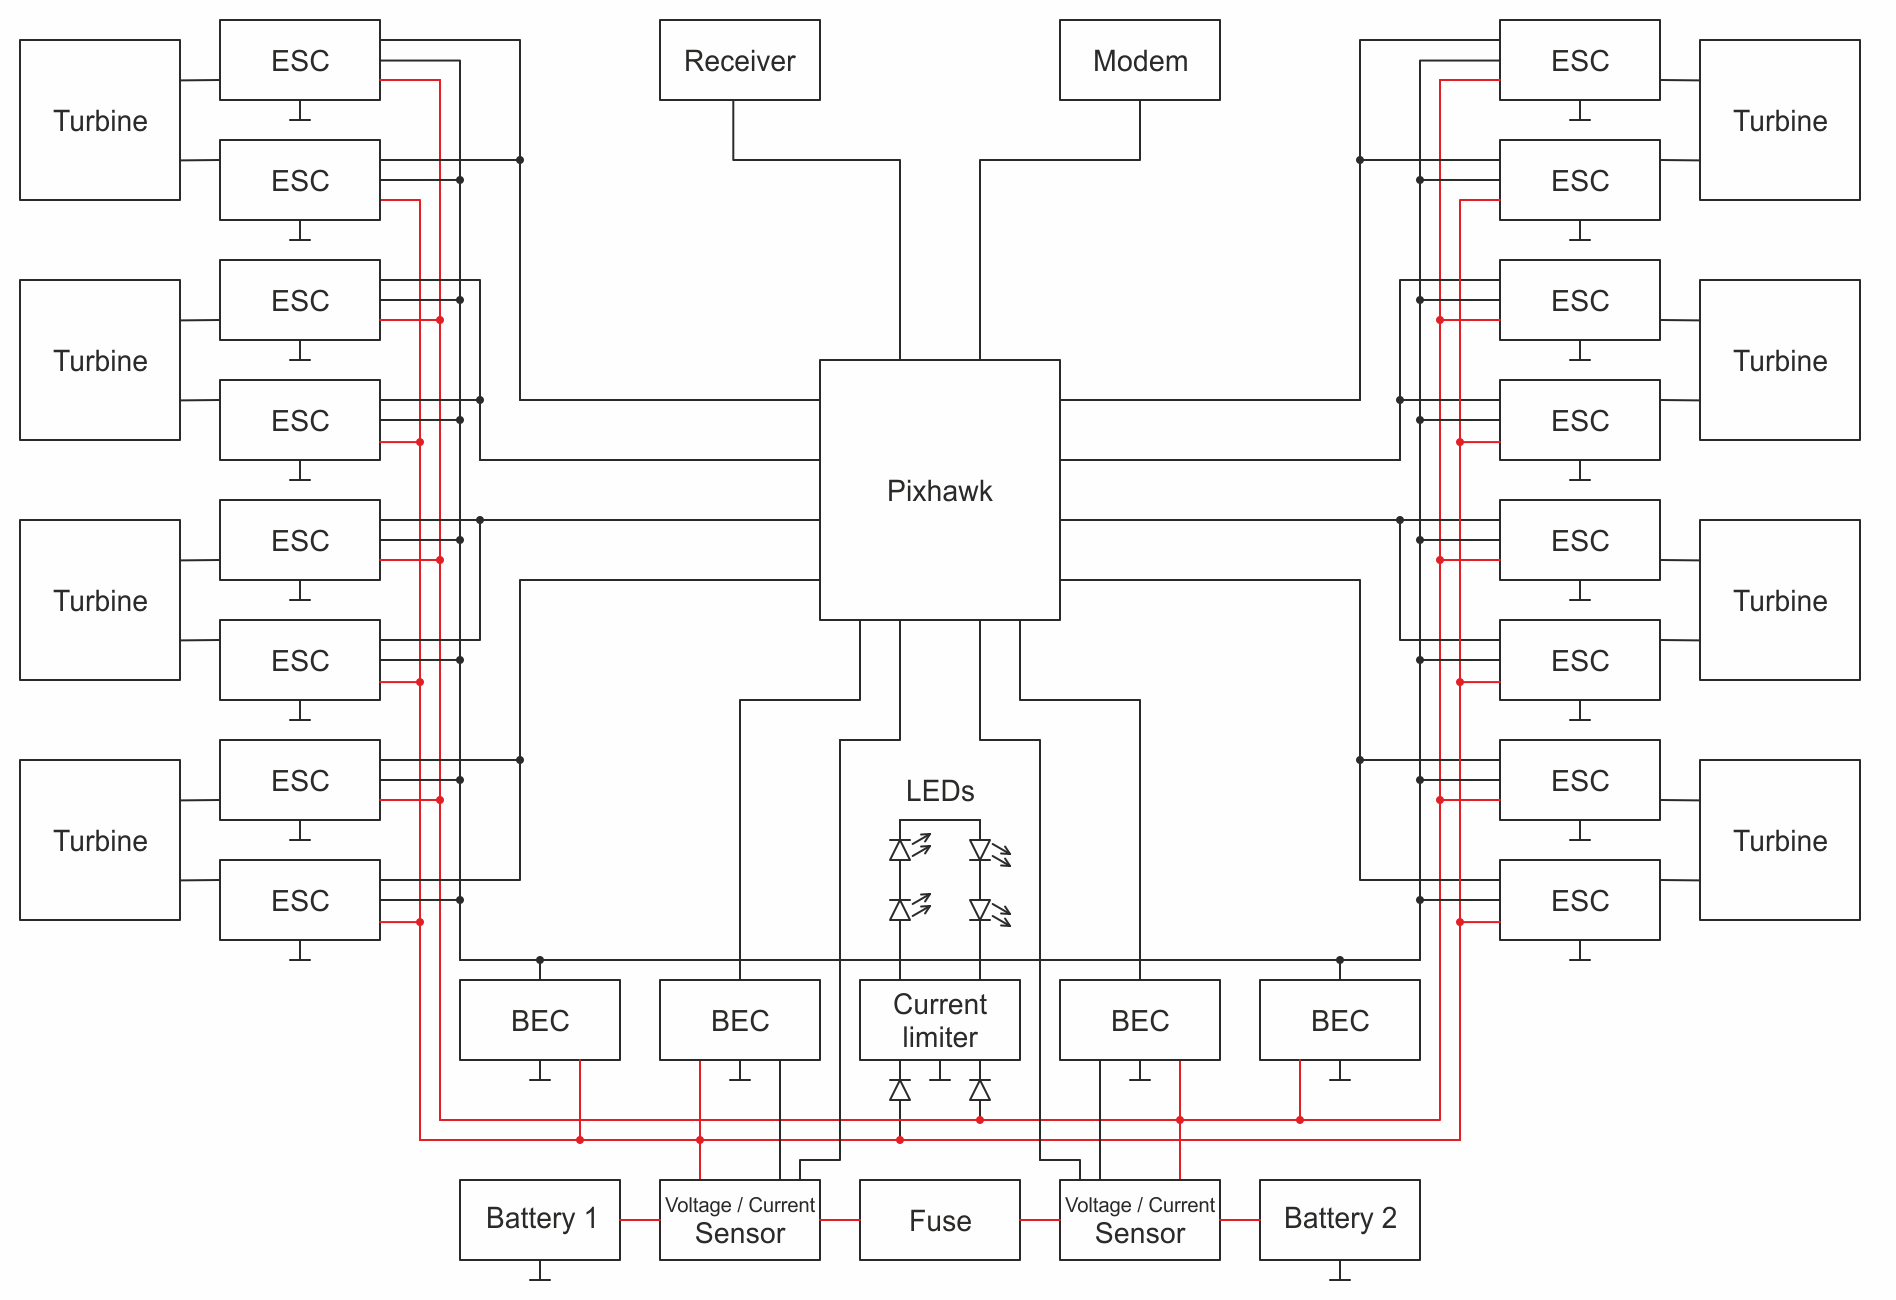 ESC
Receiver
Modem
ESC
Turbine
Turbine
ESC
ESC
ESC
ESC
Turbine
Turbine
ESC
ESC
Pixhawk
ESC
ESC
Turbine
Turbine
ESC
ESC
ESC
LEDs
ESC
Turbine
Turbine
ESC
ESC
BEC
BEC
Current
limiter
BEC
BEC
Battery 1
Voltage / Current
Sensor
Fuse
Voltage / Current
Sensor
Battery 2